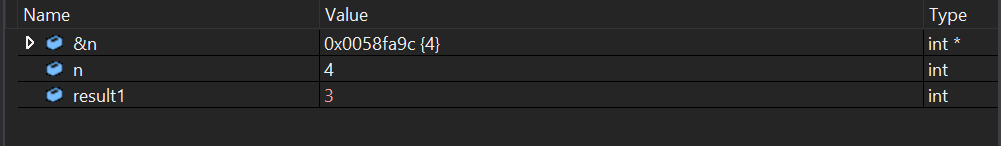 Name Value Type
&n 0x0058fa9c {4} int *
n 4 int
result1 3 int